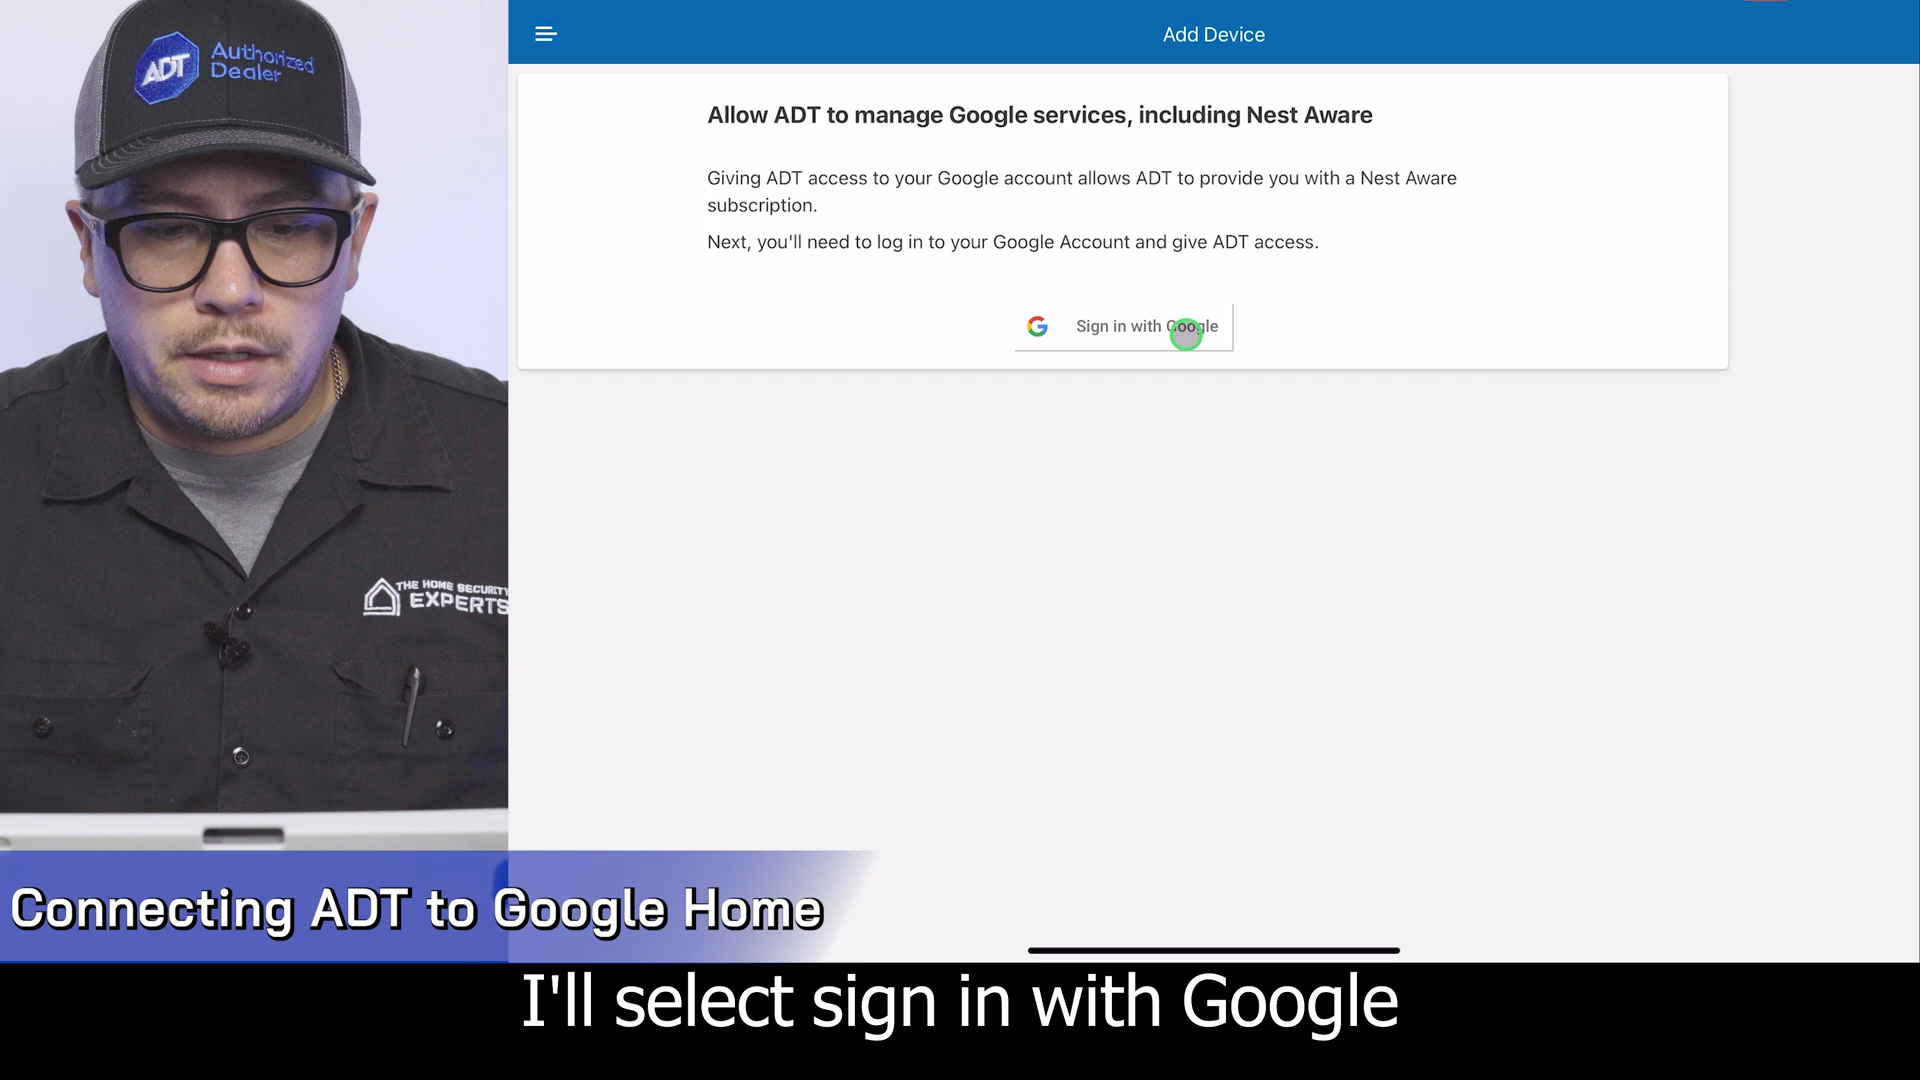 ADT
Authorized
Dealer
THE HOME SECURITY
EXPERTS
Add Device
Allow ADT to manage Google services, including Nest Aware
Giving ADT access to your Google account allows ADT to provide you with a Nest Aware
subscription.
Next, you'll need to log in to your Google Account and give ADT access.
G
Sign in with Google
Connecting ADT to Google Home
I'll select sign in with Google